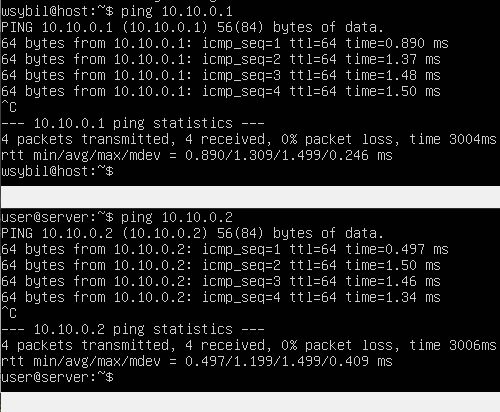 wsybil@host:~$ ping 10.10.0.1
PING 10.10.0.1 (10.10.0.1) 56(84) bytes of data.
64 bytes from 10.10.0.1: icmp_seq=1 ttl=64 time=0.890 ms
64 bytes from 10.10.0.1: icmp_seq=2 ttl=64 time=1.37 ms
64 bytes from 10.10.0.1: icmp_seq=3 ttl=64 time=1.48 ms
64 bytes from 10.10.0.1: icmp_seq=4 ttl=64 time=1.50 ms
^C
--- 10.10.0.1 ping statistics ---
4 packets transmitted, 4 received, 0% packet loss, time 3004ms
rtt min/avg/max/mdev = 0.890/1.309/1.499/0.246 ms
wsybil@host:~$
user@server:~$ ping 10.10.0.2
PING 10.10.0.2 (10.10.0.2) 56(84) bytes of data.
64 bytes from 10.10.0.2: icmp_seq=1 ttl=64 time=0.497 ms
64 bytes from 10.10.0.2: icmp_seq=2 ttl=64 time=1.50 ms
64 bytes from 10.10.0.2: icmp_seq=3 ttl=64 time=1.46 ms
64 bytes from 10.10.0.2: icmp_seq=4 ttl=64 time=1.34 ms
^C
--- 10.10.0.2 ping statistics ---
4 packets transmitted, 4 received, 0% packet loss, time 3006ms
rtt min/avg/max/mdev = 0.497/1.199/1.499/0.409 ms
user@server:~$